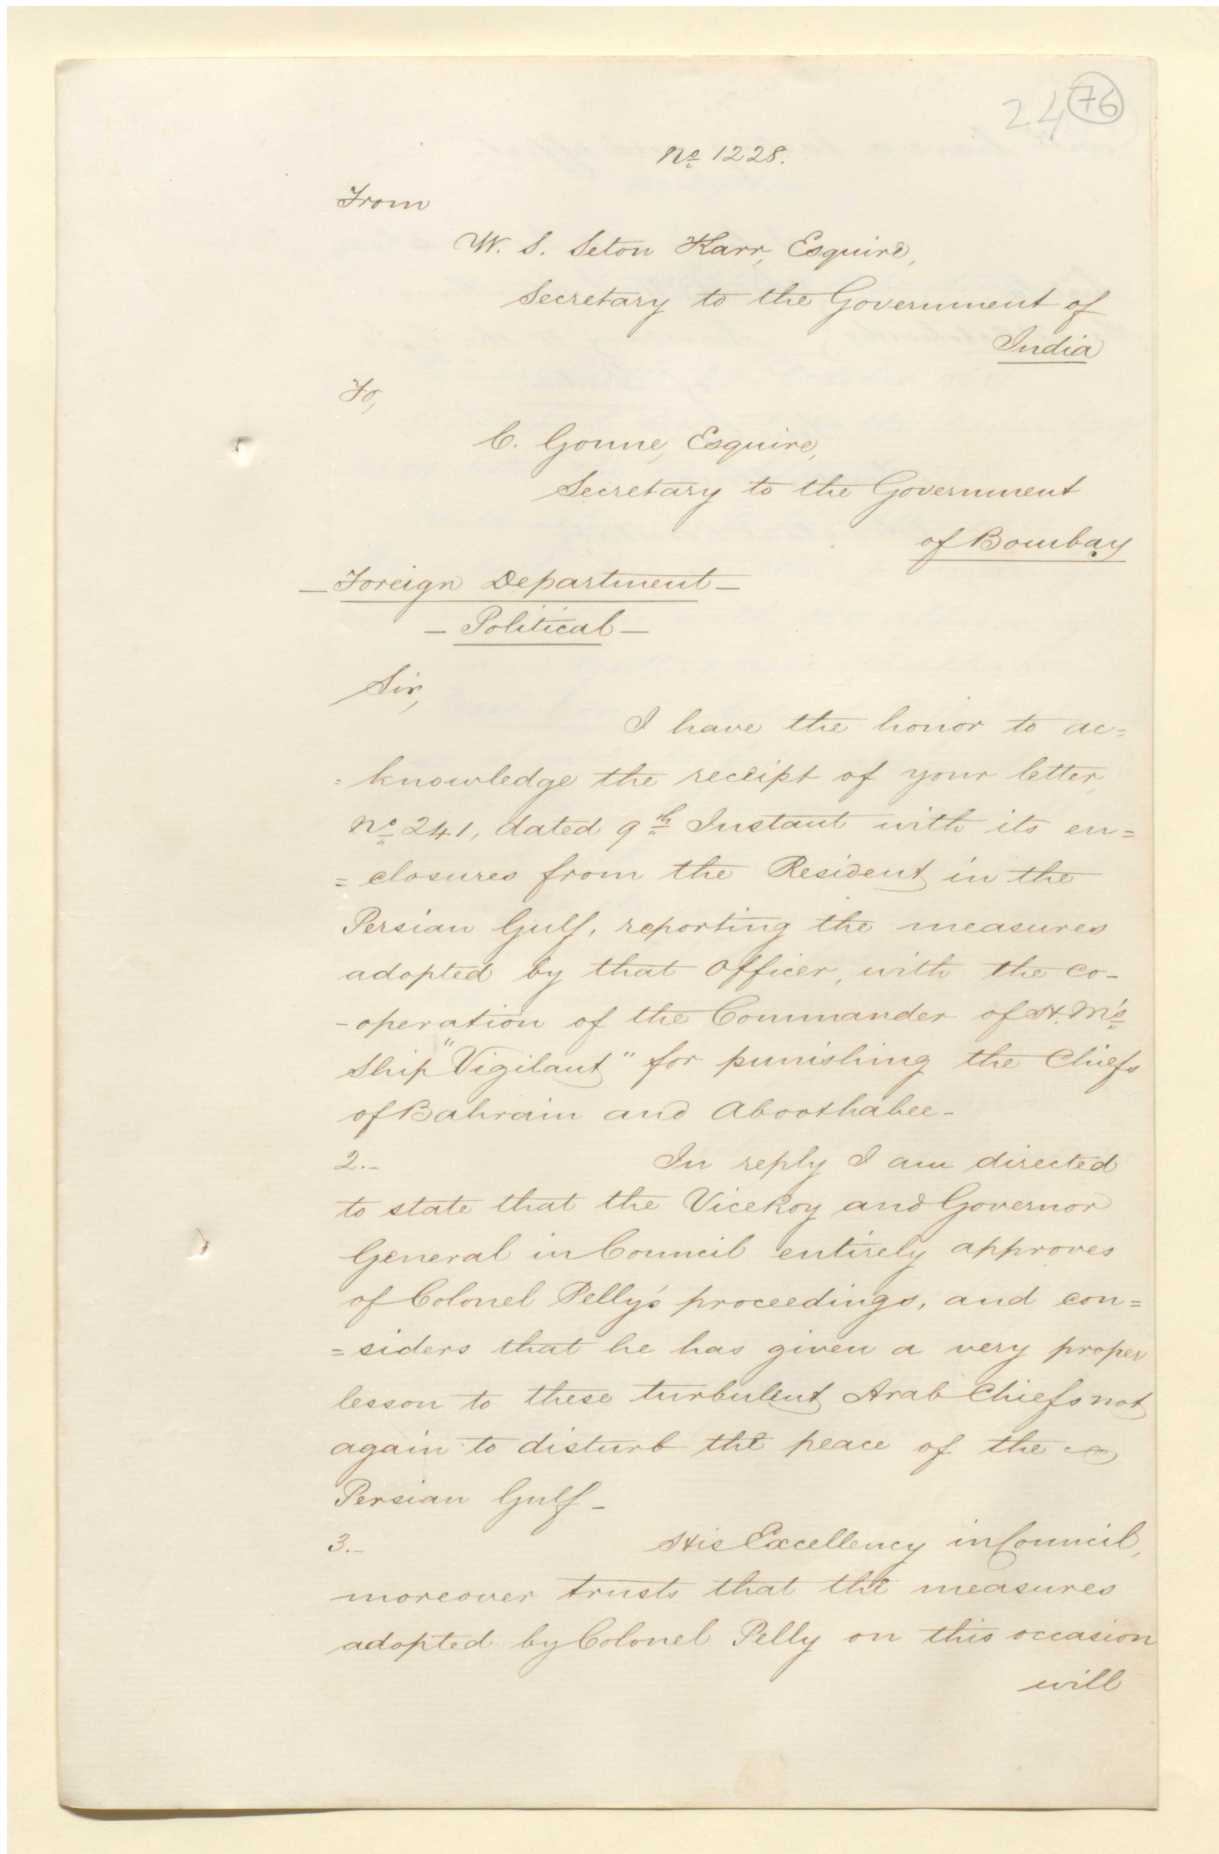 24 76
No 1228.
From
W. S. Seton Karr, Esquire,
Secretary to the Government of
India
To,
C. Gonne, Esquire,
Secretary to the Government
of Bombay
— Foreign Department —
— Political —
Sir,
I have the honor to ac=
= knowledge the receipt of your letter,
No 241, dated 9th Instant with its en=
= closures from the Resident in the
Persian Gulf, reporting the measures
adopted by that Officer, with the co-
-operation of the Commander of H. M's
Ship "Vigilant" for punishing the Chiefs
of Bahrain and Aboothabee -
2.- In reply I am directed
to state that the ViceRoy and Governor
General in Council entirely approves
of Colonel Pelly's proceedings, and con=
= siders that he has given a very proper
lesson to these turbulent Arab Chiefs not
again to disturb the peace of the
Persian Gulf -
3.- His Excellency in Council,
moreover trusts that the measures
adopted by Colonel Pelly on this occasion
will